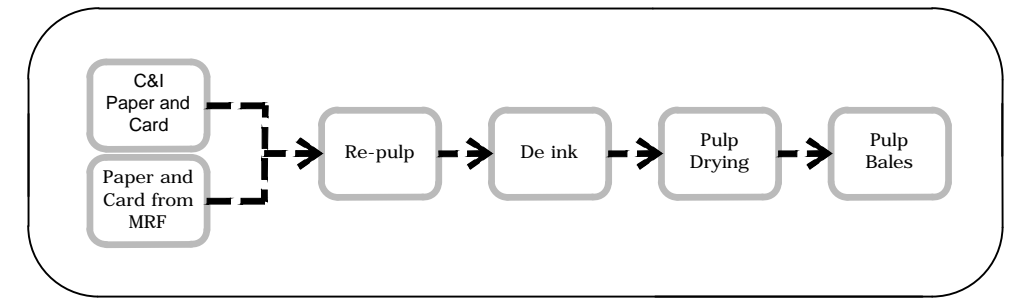 C&I
Paper and
Card
Paper and
Card from
MRF
Re-pulp
De ink
Pulp
Drying
Pulp
Bales